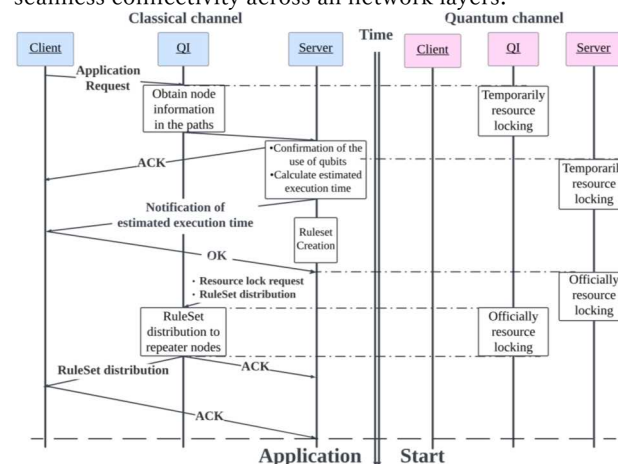 seamless connectivity across all network layers.
Classical channel
Quantum channel
Time
Client
QI
Server
Client
QI
Server
Application
Request
Obtain node
information
in the paths
Temporarily
resource
locking
•Confirmation of the
use of qubits
•Calculate estimated
execution time
ACK
Temporarily
resource
locking
Notification of
estimated execution time
Ruleset
Creation
OK
· Resource lock request
· RuleSet distribution
Officially
resource
locking
RuleSet
distribution to
repeater nodes
Officially
resource
locking
RuleSet distribution
ACK
ACK
Application Start